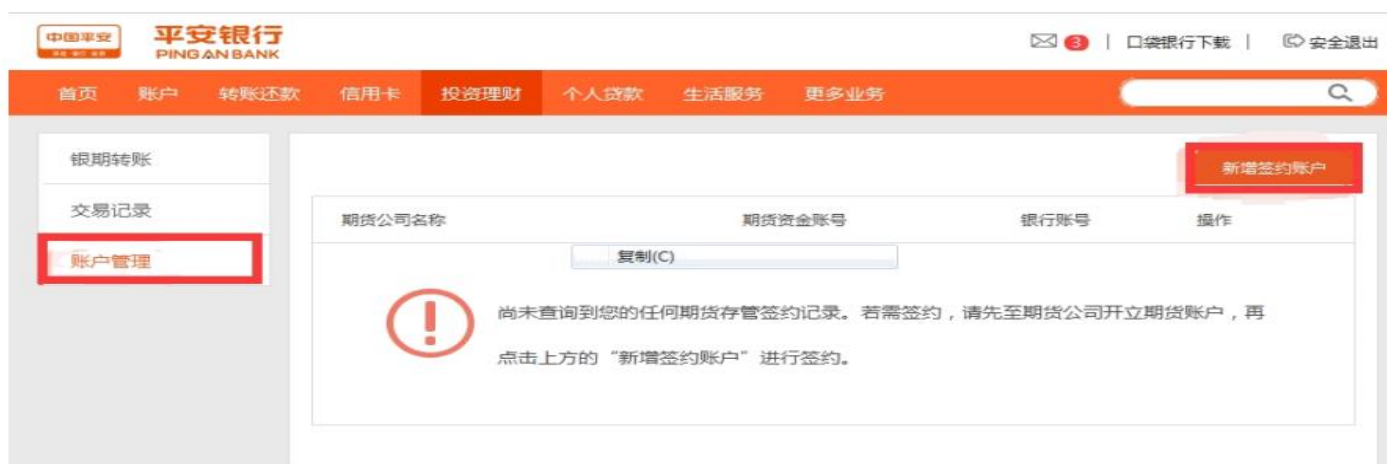 中国平安
平安银行
PING AN BANK
3 | 口袋银行下载 | 安全退出
首页 账户 转账还款 信用卡 投资理财 个人贷款 生活服务 更多业务
银期转账
交易记录
账户管理
新增签约账户
期货公司名称 期货资金账号 银行账号 操作
复制(C)
尚未查询到您的任何期货存管签约记录。若需签约，请先至期货公司开立期货账户，再
点击上方的“新增签约账户”进行签约。